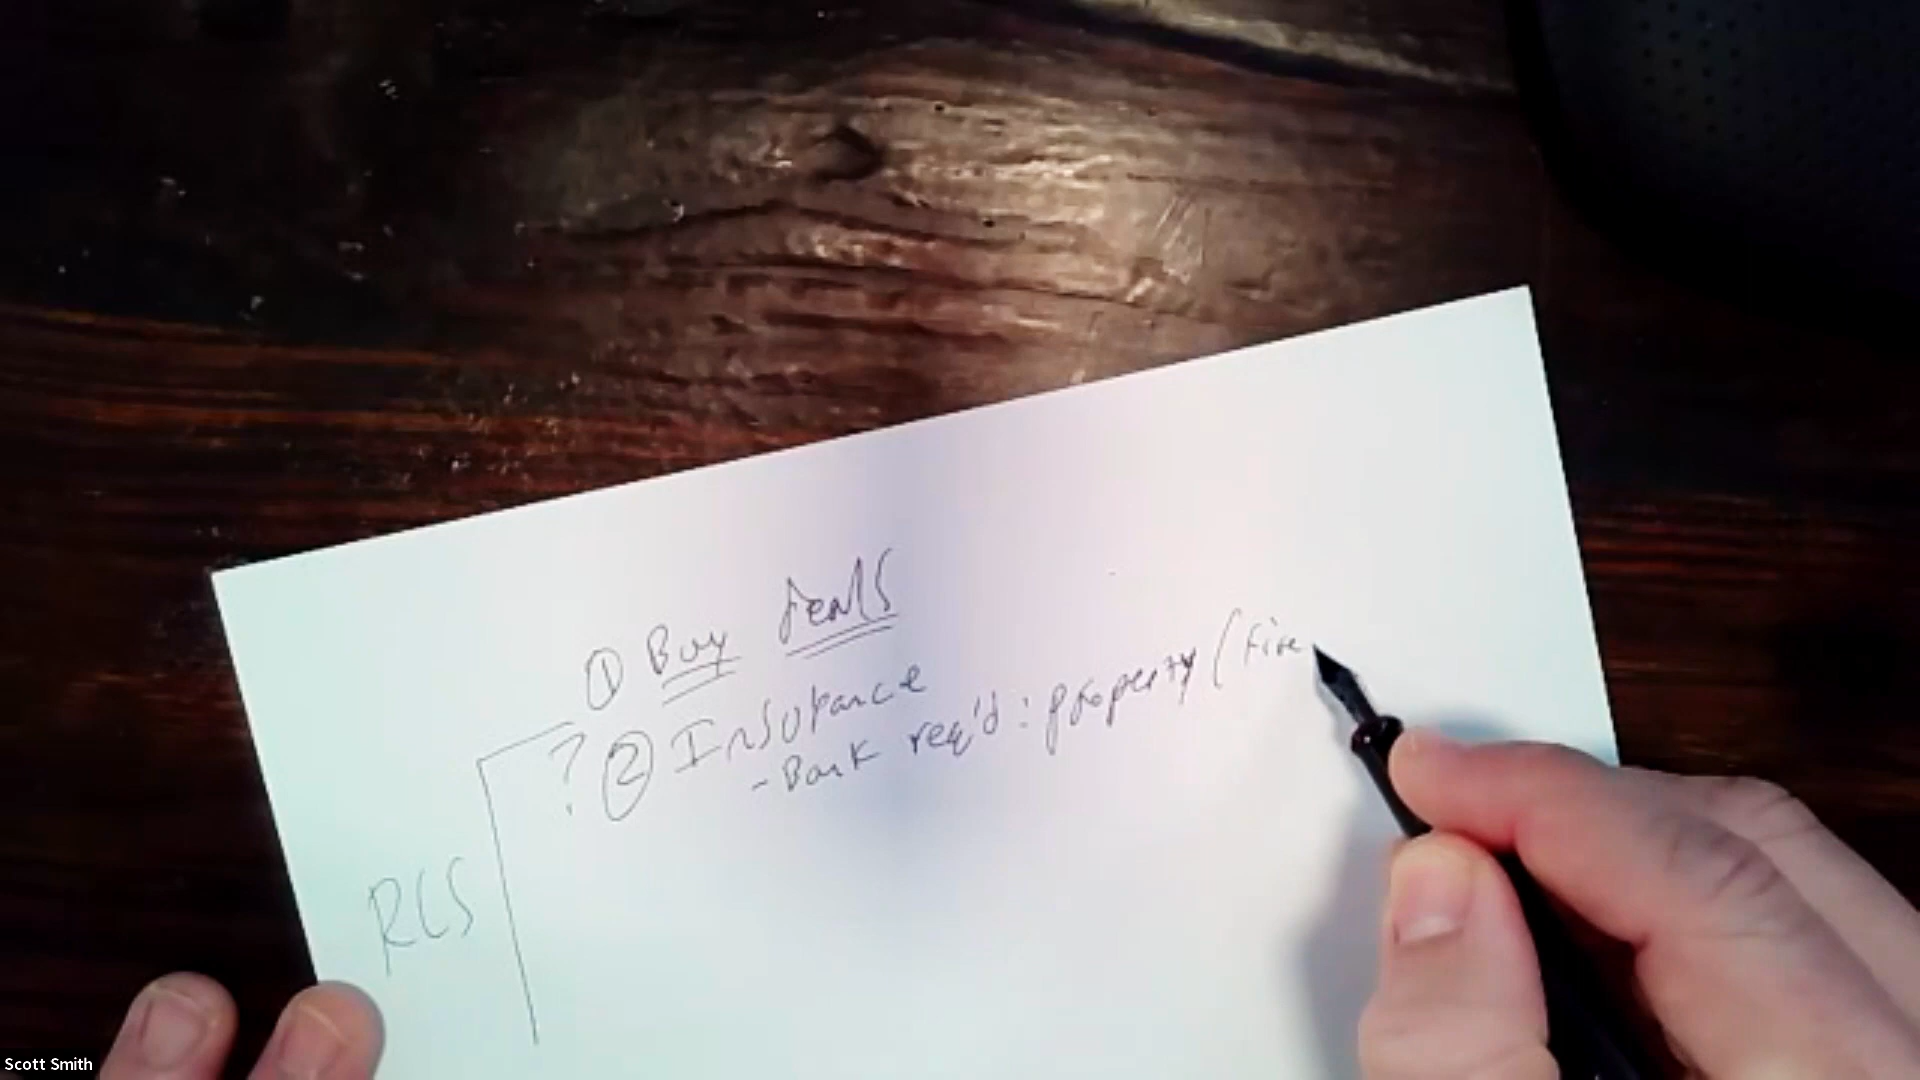 ① Buy deals
? ② Insurance
- Bank req'd: property (Fire
RCS
Scott Smith